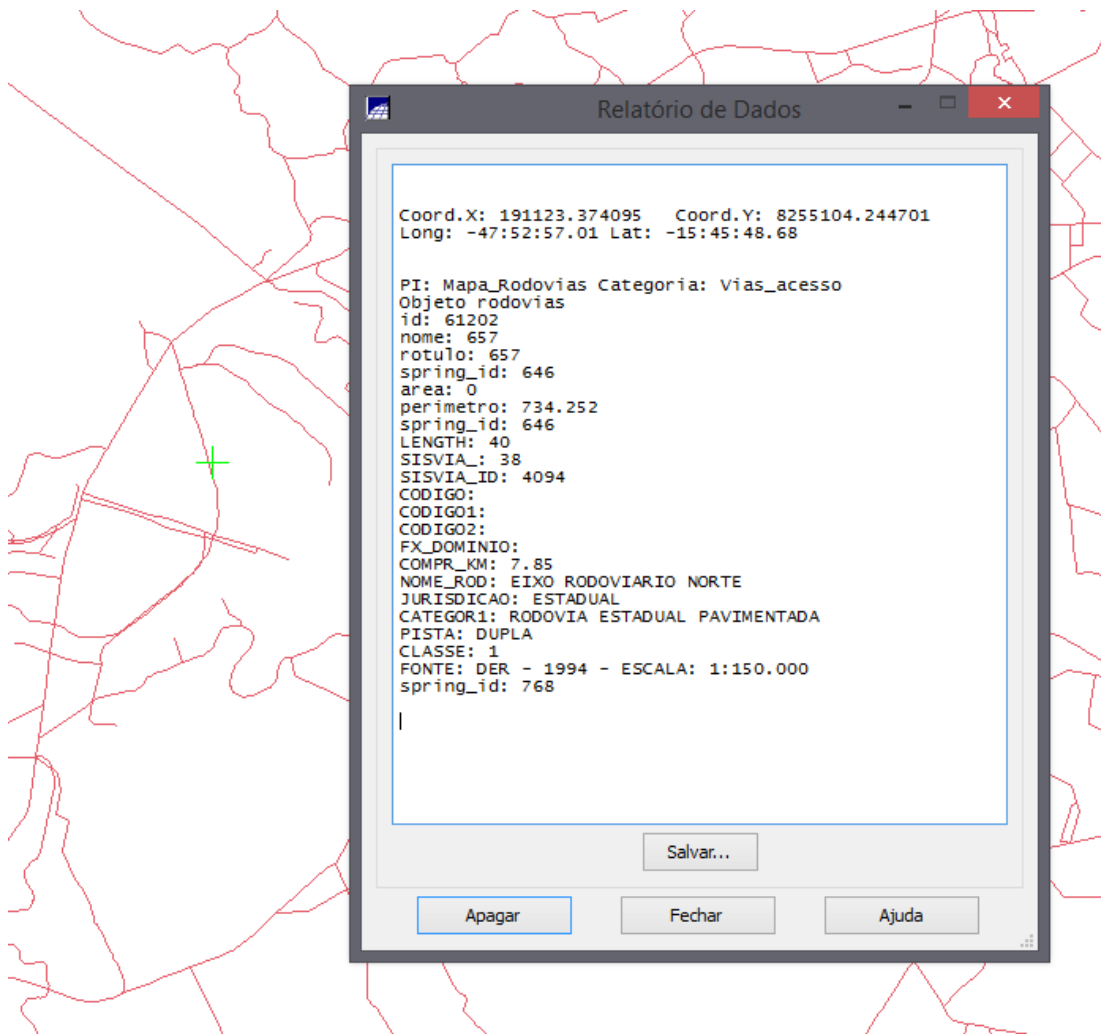 Relatório de Dados
Coord.X: 191123.374095   Coord.Y: 8255104.244701
Long: -47:52:57.01 Lat: -15:45:48.68
PI: Mapa_Rodovias Categoria: Vias_acesso
Objeto rodovias
id: 61202
nome: 657
rotulo: 657
spring_id: 646
area: 0
perimetro: 734.252
spring_id: 646
LENGTH: 40
SISVIA_: 38
SISVIA_ID: 4094
CODIGO:
CODIGO1:
CODIGO2:
FX_DOMINIO:
COMPR_KM: 7.85
NOME_ROD: EIXO RODOVIARIO NORTE
JURISDICAO: ESTADUAL
CATEGOR1: RODOVIA ESTADUAL PAVIMENTADA
PISTA: DUPLA
CLASSE: 1
FONTE: DER - 1994 - ESCALA: 1:150.000
spring_id: 768
Salvar...
Apagar Fechar Ajuda